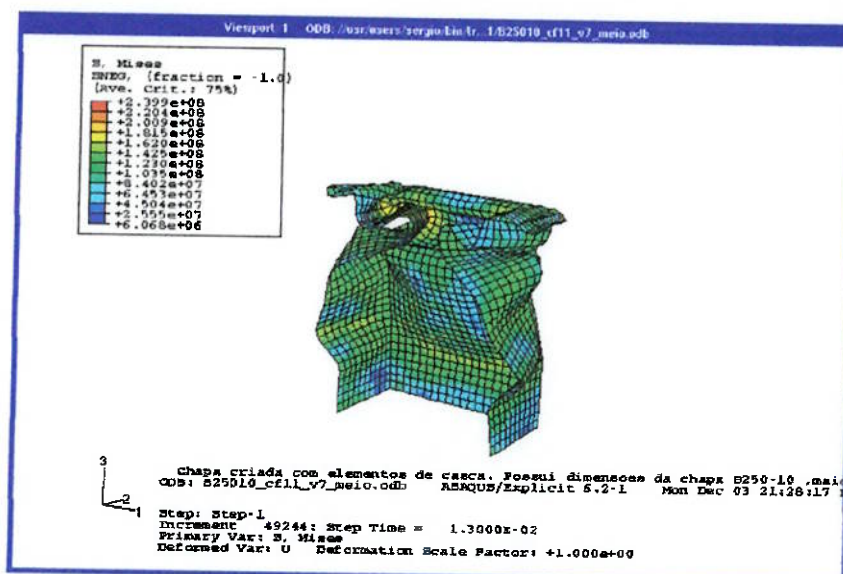 Viewport 1 ODB: //usr/users/sergio/bin/tr...1/B25010_cf11_v7_meio.odb
S, Mises
SNEG, (fraction = -1.0)
(Ave. Crit.: 75%)
+2.399e+08
+2.204e+08
+2.009e+08
+1.815e+08
+1.620e+08
+1.425e+08
+1.230e+08
+1.035e+08
+8.402e+07
+6.453e+07
+4.504e+07
+2.555e+07
+6.068e+06
3
2
1
Chapa criada com elementos de casca. Possui dimensoes da chapa B250-10 ,meio
ODB: B25010_cf11_v7_meio.odb ABAQUS/Explicit 6.2-1 Mon Dec 03 21:28:17
Step: Step-1
Increment 49244: Step Time = 1.3000E-02
Primary Var: S, Mises
Deformed Var: U Deformation Scale Factor: +1.000e+00